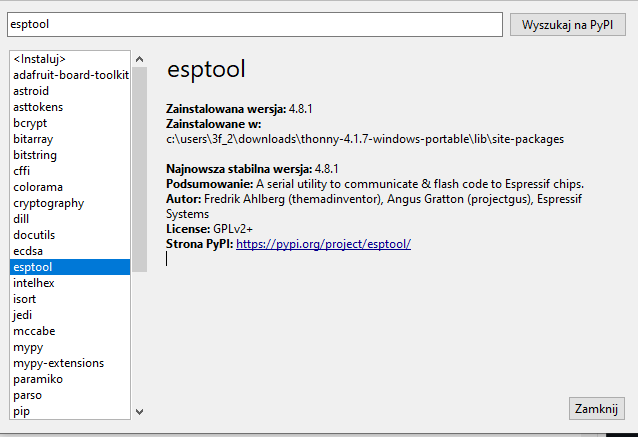 esptool
Wyszukaj na PyPI
<Instaluj>
adafruit-board-toolkit
astroid
asttokens
bcrypt
bitarray
bitstring
cffi
colorama
cryptography
dill
docutils
ecdsa
esptool
intelhex
isort
jedi
mccabe
mypy
mypy-extensions
paramiko
parso
pip
esptool
Zainstalowana wersja: 4.8.1
Zainstalowane w:
c:\users\3f_2\downloads\thonny-4.1.7-windows-portable\lib\site-packages
Najnowsza stabilna wersja: 4.8.1
Podsumowanie: A serial utility to communicate & flash code to Espressif chips.
Autor: Fredrik Ahlberg (themadinventor), Angus Gratton (projectgus), Espressif
Systems
License: GPLv2+
Strona PyPI: https://pypi.org/project/esptool/
Zamknij